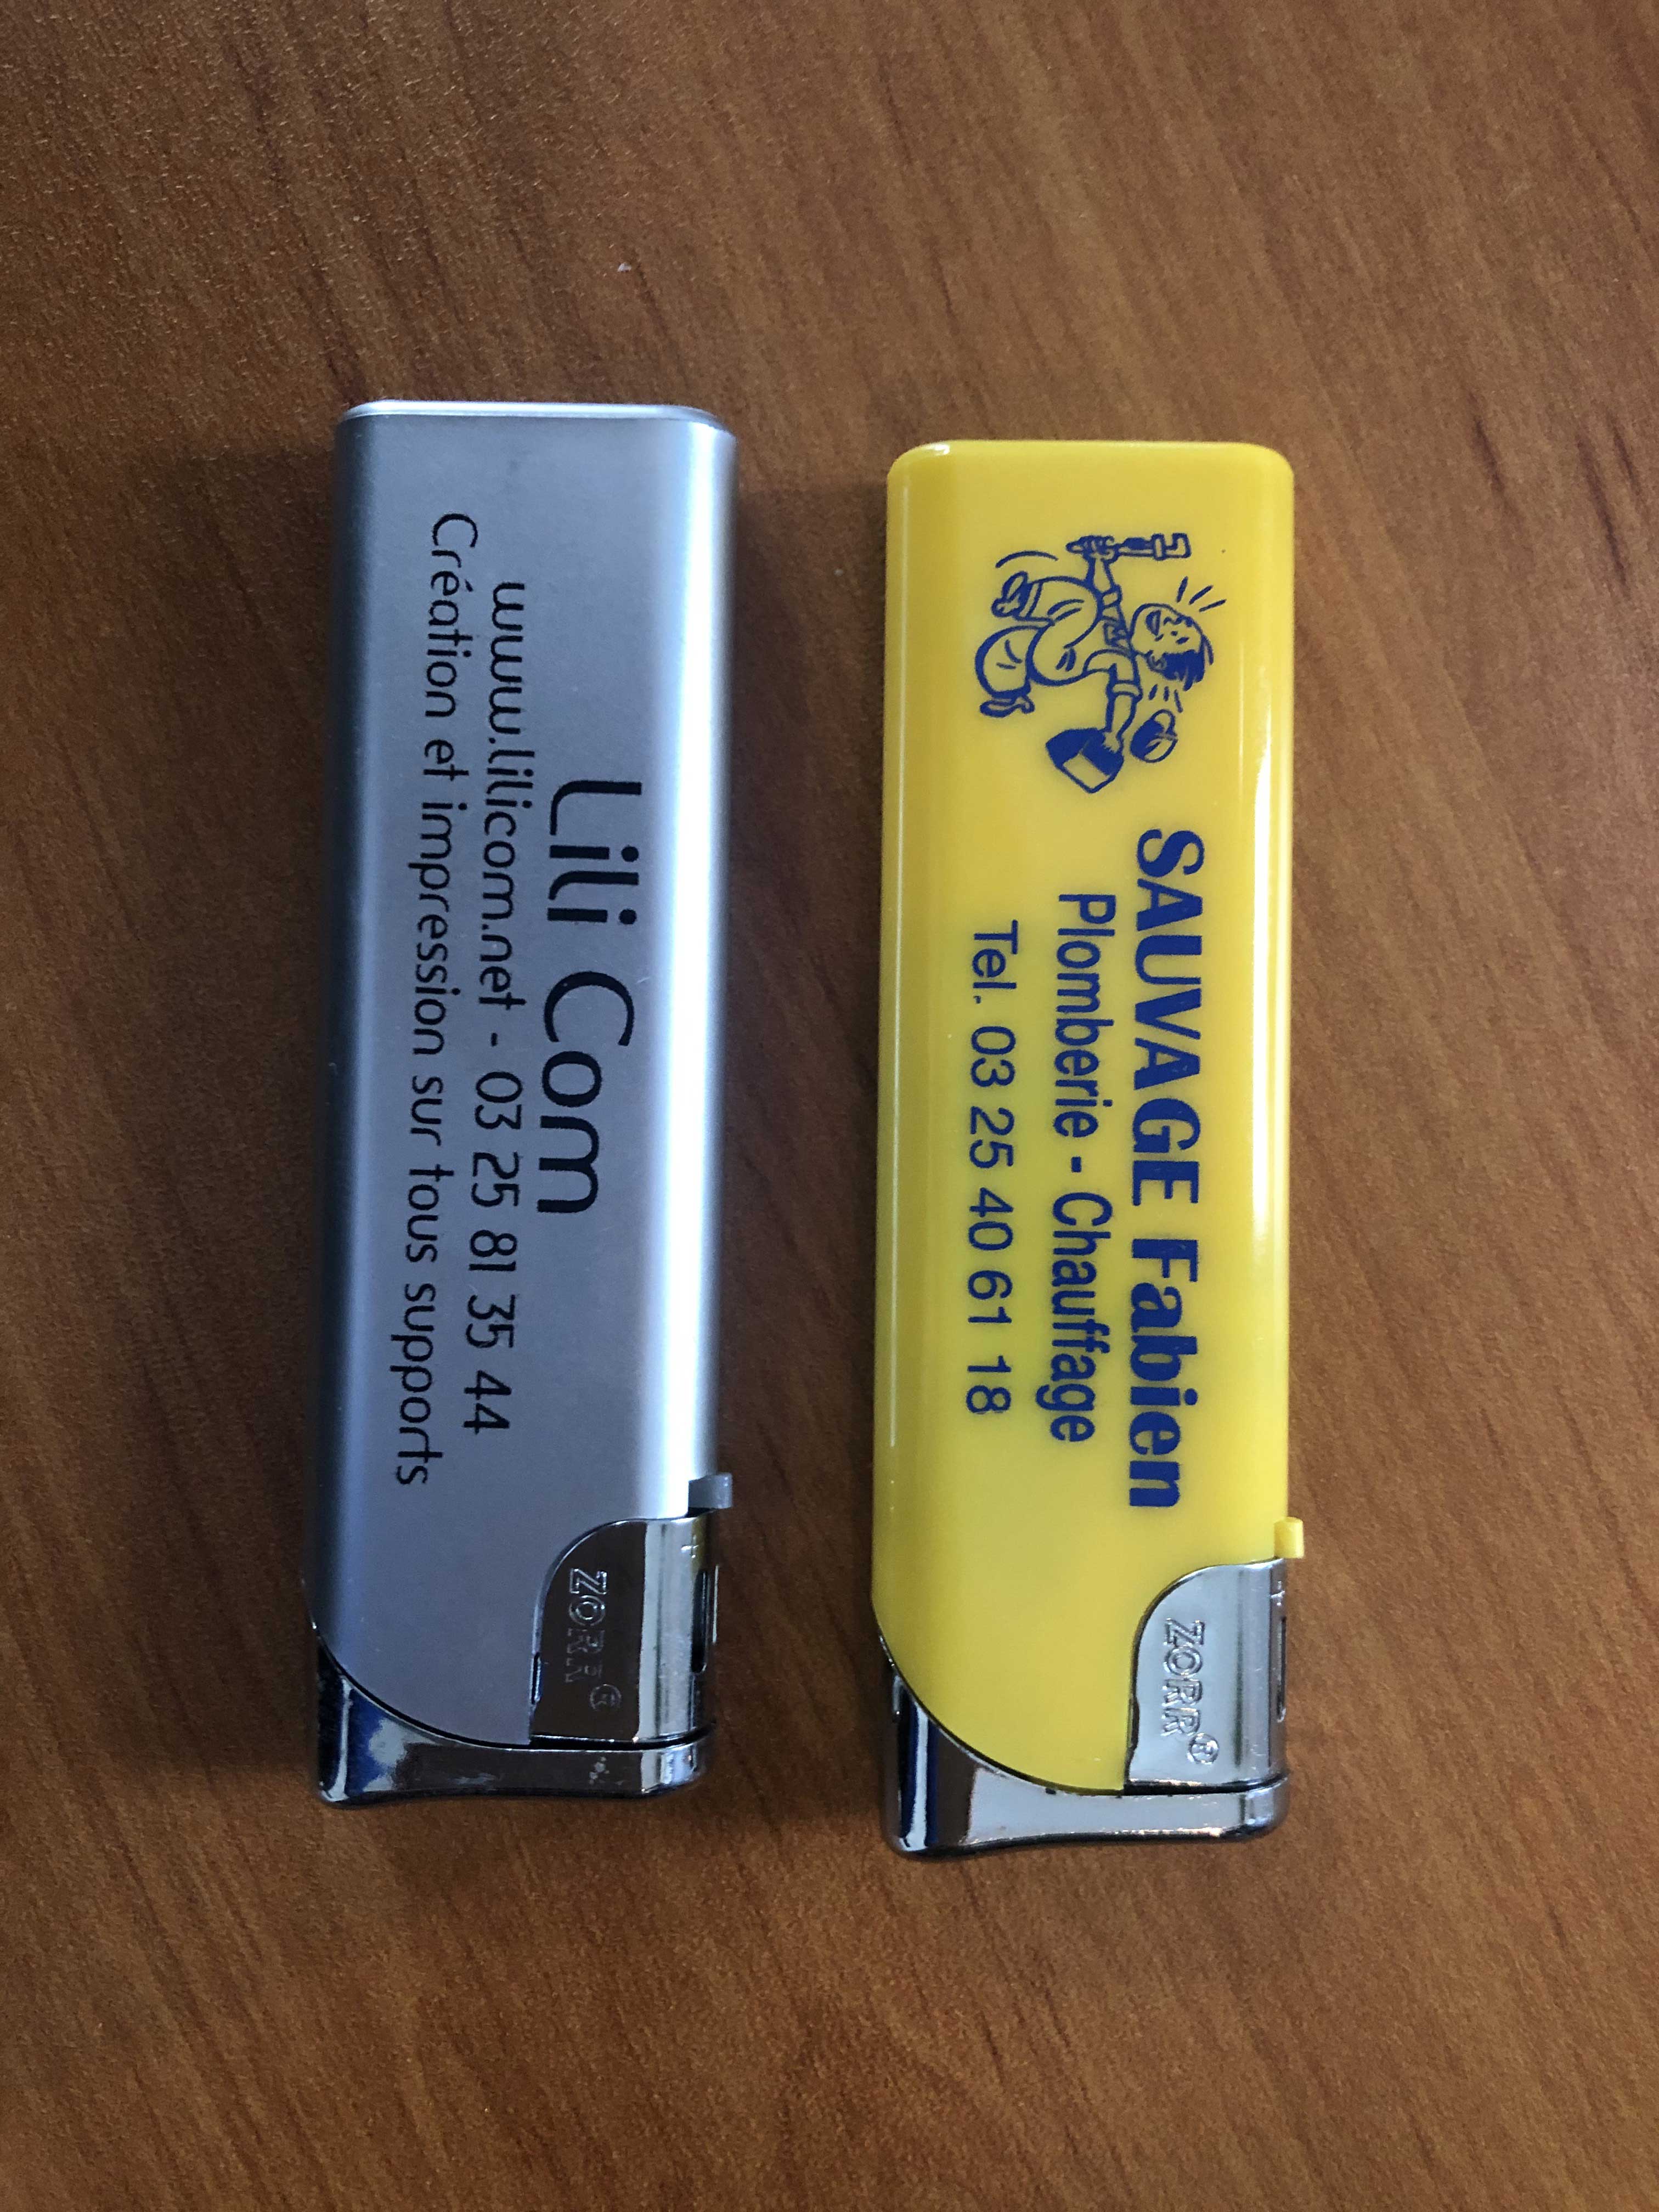 Lili Com
www.lilicom.net - 03 25 81 35 44
Création et impression sur tous supports
ZORR®
SAUVAGE Fabien
Plomberie - Chauffage
Tel. 03 25 40 61 18
ZORR®